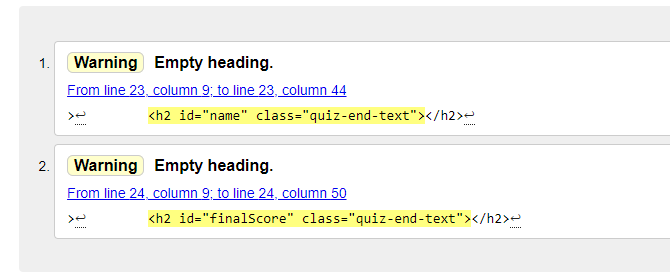 1. Warning Empty heading.
From line 23, column 9; to line 23, column 44
>↩ <h2 id="name" class="quiz-end-text"></h2>↩
2. Warning Empty heading.
From line 24, column 9; to line 24, column 50
>↩ <h2 id="finalScore" class="quiz-end-text"></h2>↩